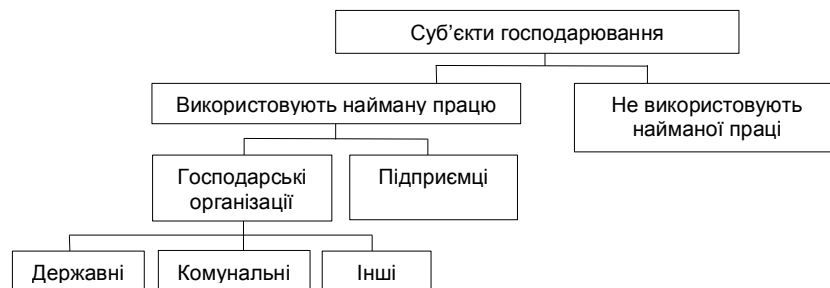 Суб’єкти господарювання
Використовують найману працю
Не використовують
найманої праці
Господарські
організації
Підприємці
Державні
Комунальні
Інші